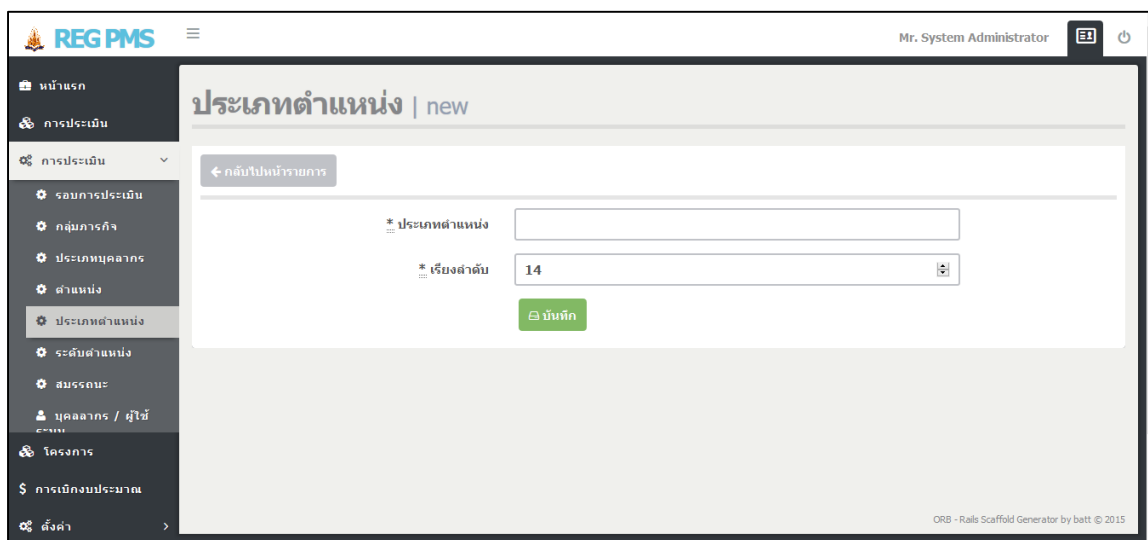 REG PMS
Mr. System Administrator
หน้าแรก
การประเมิน
การประเมิน
รอบการประเมิน
กลุ่มภารกิจ
ประเภทบุคลากร
ตำแหน่ง
ประเภทตำแหน่ง
ระดับตำแหน่ง
สมรรถนะ
บุคลลากร / ผู้ใช้
ระบบ
โครงการ
$ การเบิกงบประมาณ
ตั้งค่า
ประเภทตำแหน่ง | new
กลับไปหน้ารายการ
* ประเภทตำแหน่ง
* เรียงลำดับ 14
บันทึก
ORB - Rails Scaffold Generator by batt © 2015